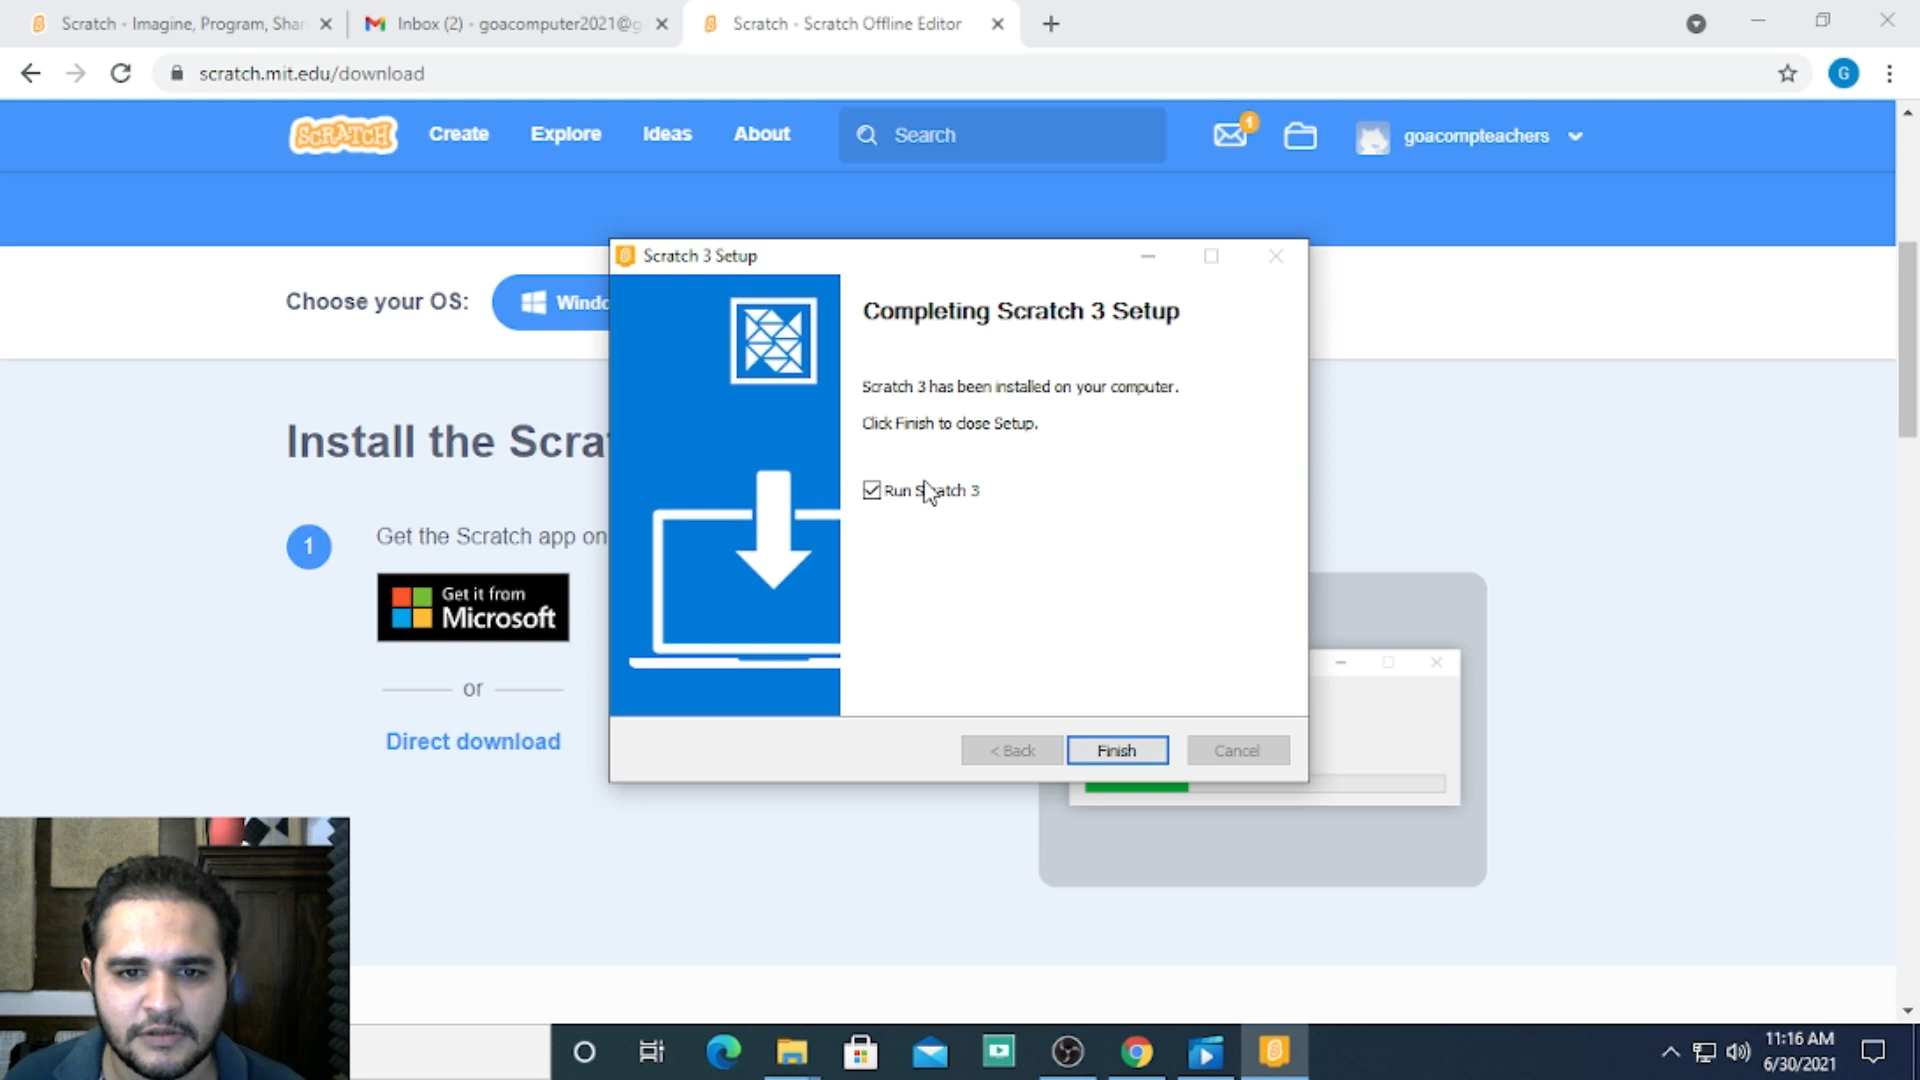 Scratch - Imagine, Program, Shar
Inbox (2) - goacomputer2021@g
Scratch - Scratch Offline Editor
scratch.mit.edu/download
G
SCRATCH
Create
Explore
Ideas
About
Search
1
goacompteachers
Choose your OS:
Windo
Scratch 3 Setup
Completing Scratch 3 Setup
Scratch 3 has been installed on your computer.
Click Finish to close Setup.
Run Scratch 3
Install the Scra
1
Get the Scratch app on
Get it from
Microsoft
or
Direct download
< Back
Finish
Cancel
11:16 AM
6/30/2021